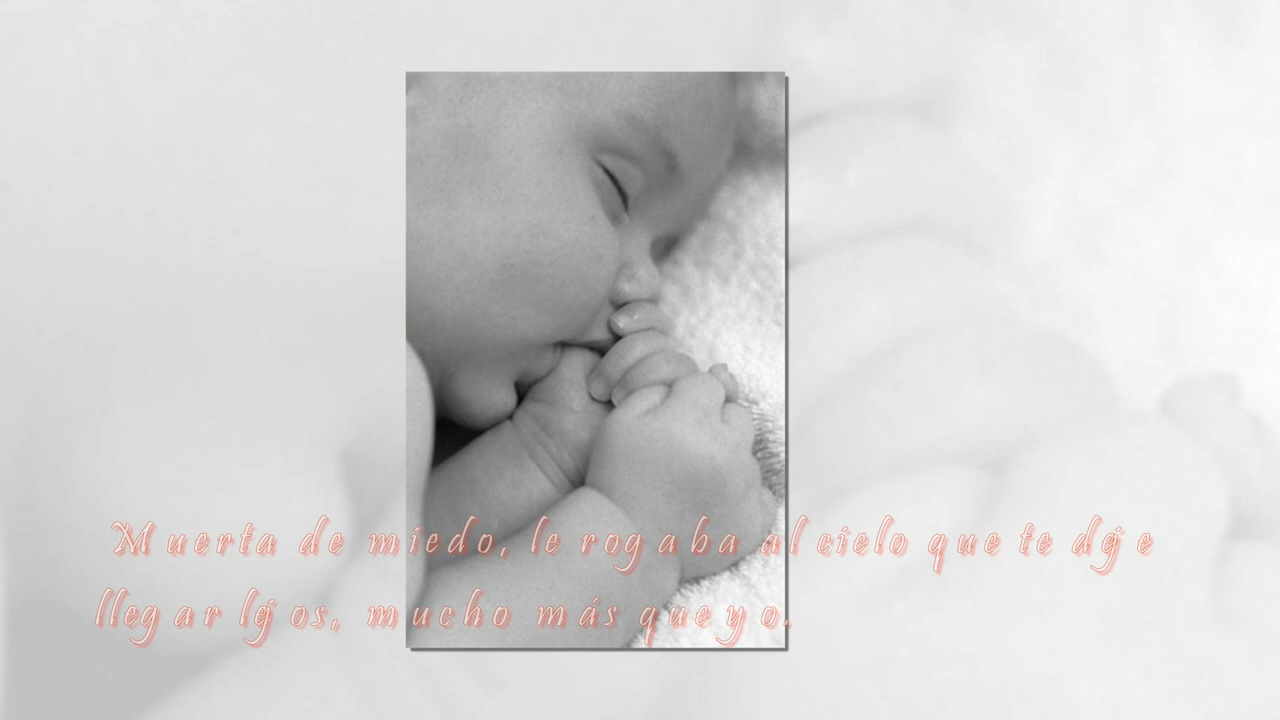 Muerta de miedo, le rogaba al cielo que te deje
llegar lejos, mucho más que yo.